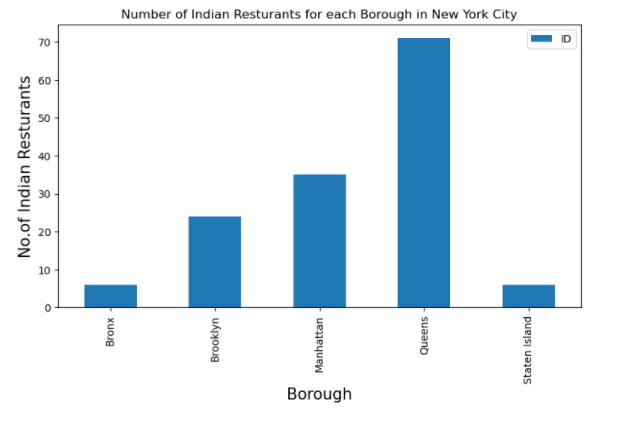 Number of Indian Resturants for each Borough in New York City
ID
No.of Indian Resturants
70
60
50
40
30
20
10
0
Bronx
Brooklyn
Manhattan
Queens
Staten Island
Borough